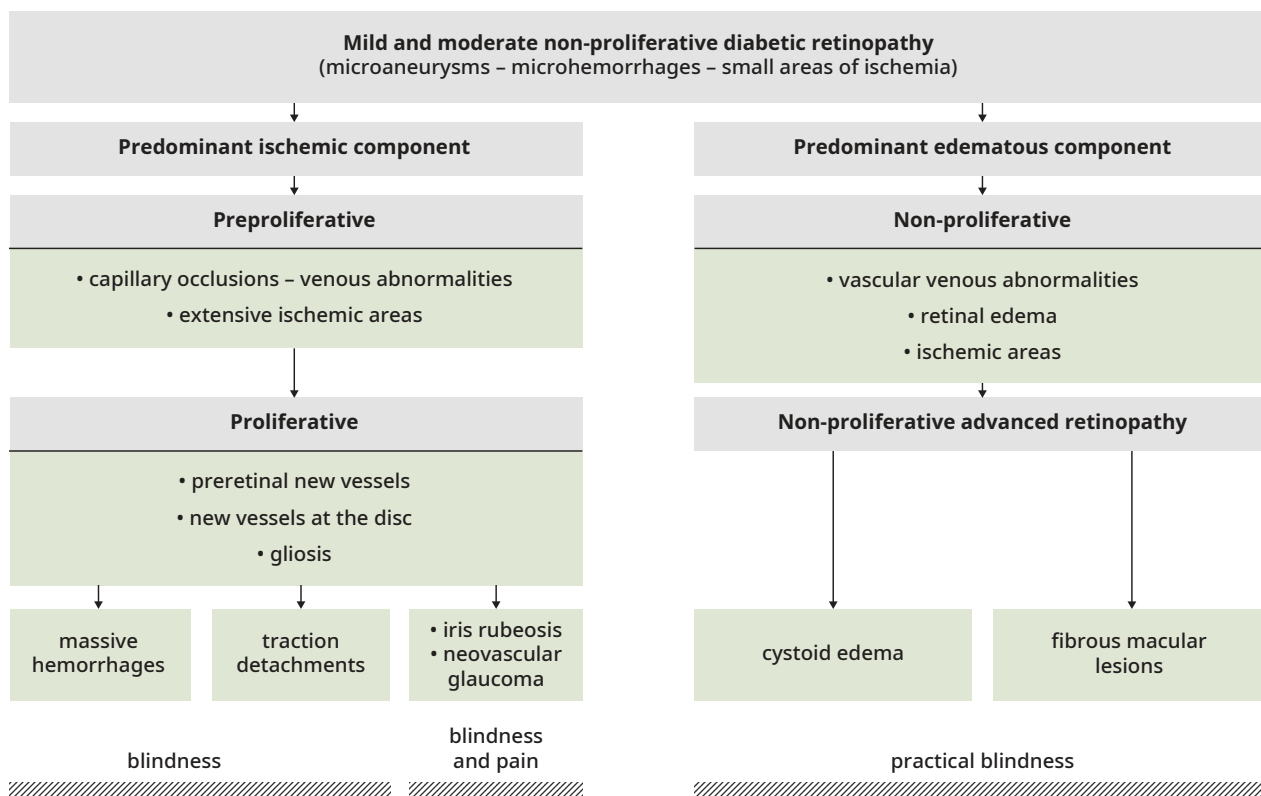 Mild and moderate non-proliferative diabetic retinopathy
(microaneurysms – microhemorrhages – small areas of ischemia)
Predominant ischemic component
Preproliferative
• capillary occlusions – venous abnormalities
• extensive ischemic areas
Proliferative
• preretinal new vessels
• new vessels at the disc
• gliosis
massive
hemorrhages
traction
detachments
• iris rubeosis
• neovascular
glaucoma
blindness
blindness
and pain
Predominant edematous component
Non-proliferative
• vascular venous abnormalities
• retinal edema
• ischemic areas
Non-proliferative advanced retinopathy
cystoid edema
fibrous macular
lesions
practical blindness